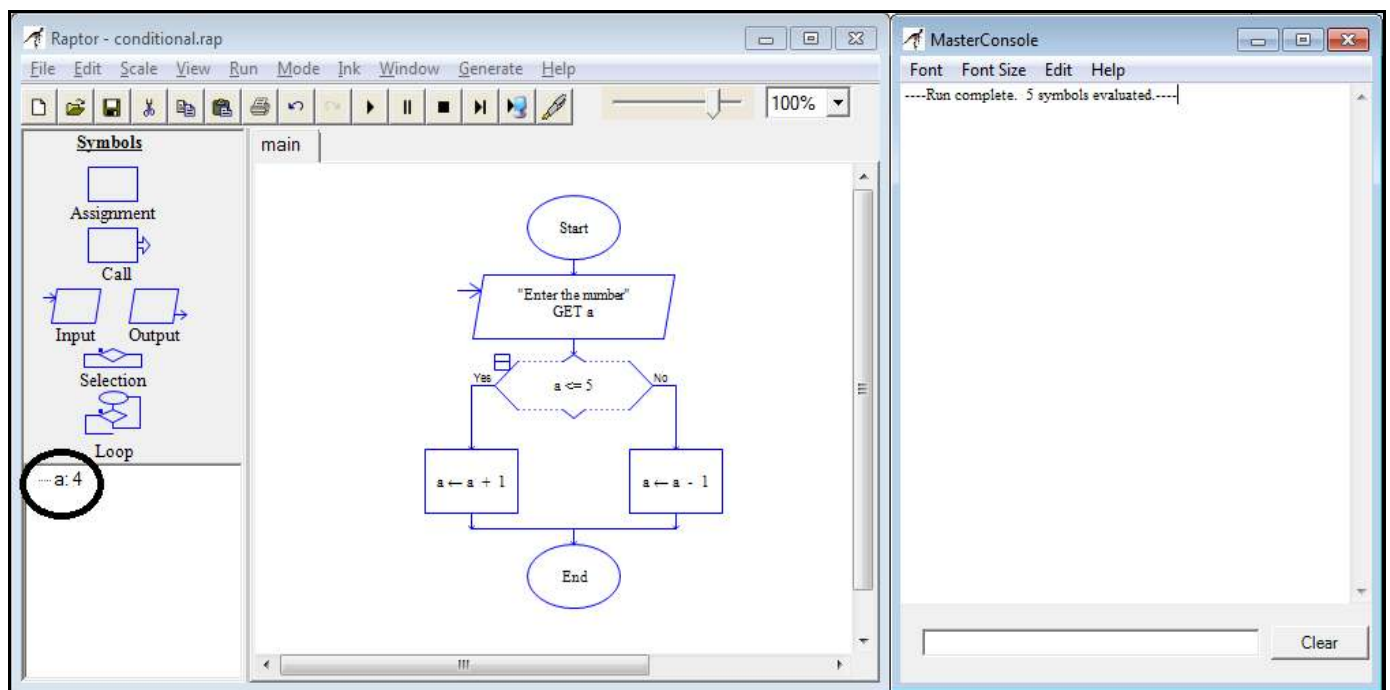 Raptor - conditional.rap
File Edit Scale View Run Mode Ink Window Generate Help
100%
Symbols
Assignment
Call
Input Output
Selection
Loop
a: 4
main
Start
"Enter the number"
GET a
Yes a <= 5 No
a ← a + 1
a ← a - 1
End
MasterConsole
Font Font Size Edit Help
----Run complete. 5 symbols evaluated.----
Clear